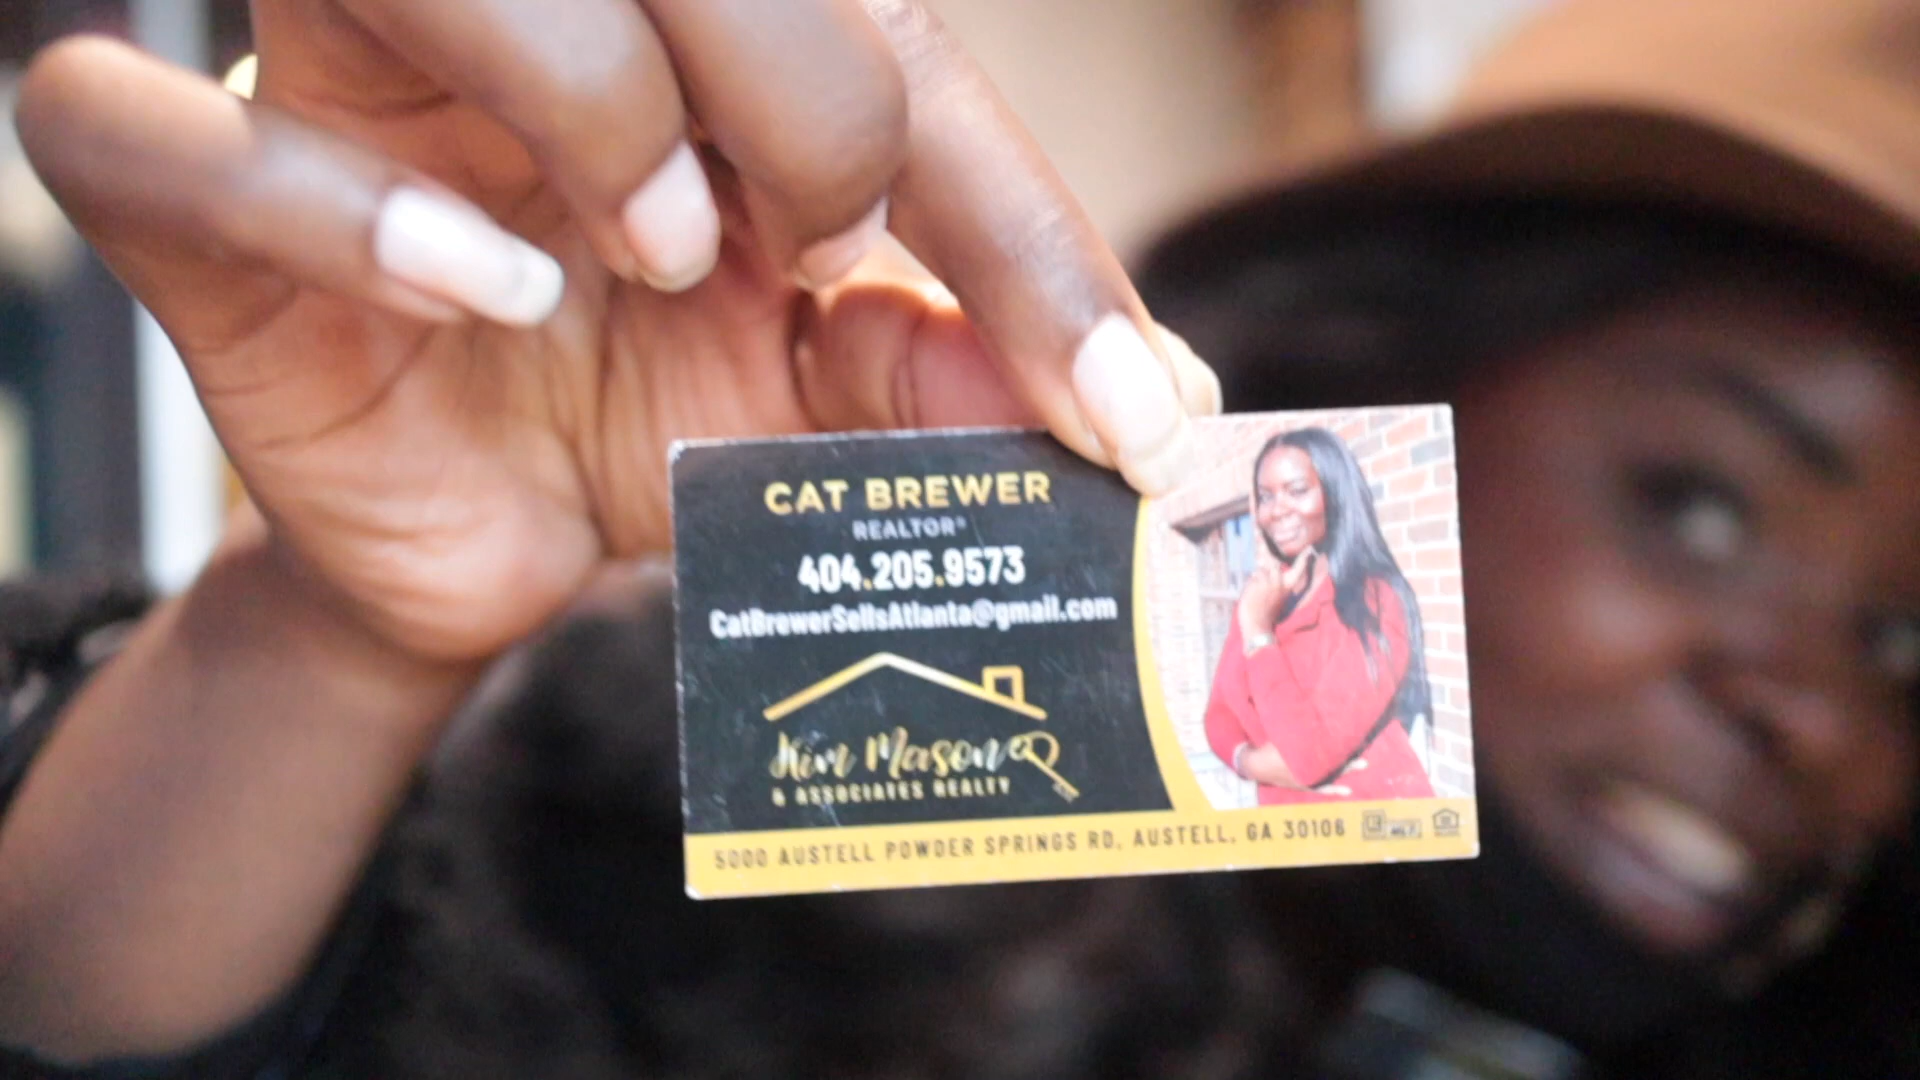 CAT BREWER
REALTOR®
404.205.9573
CatBrewerSellsAtlanta@gmail.com
Kim Mason
& ASSOCIATES REALTY
5000 AUSTELL POWDER SPRINGS RD, AUSTELL, GA 30106